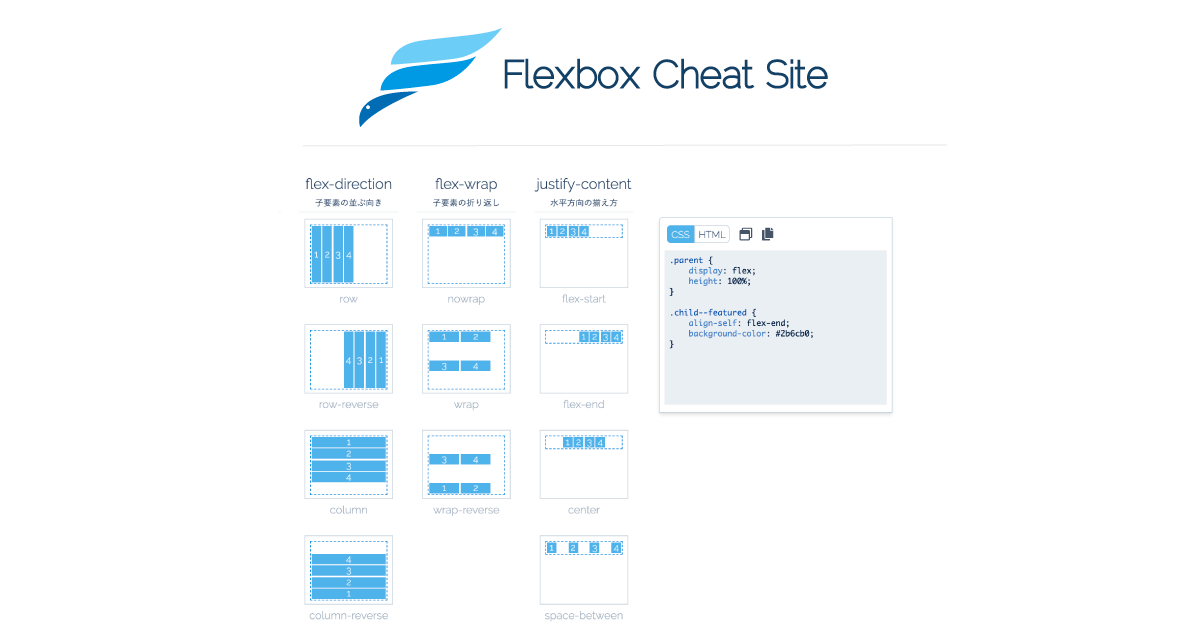 Flexbox Cheat Site
flex-direction
子要素の並ぶ向き
1 2 3 4
row
4 3 2 1
row-reverse
1
2
3
4
column
4
3
2
1
column-reverse
flex-wrap
子要素の折り返し
1 2 3 4
nowrap
1 2
3 4
wrap
3 4
1 2
wrap-reverse
justify-content
水平方向の揃え方
1 2 3 4
flex-start
1 2 3 4
flex-end
1 2 3 4
center
1 2 3 4
space-between
CSS HTML
.parent {
display: flex;
height: 100%;
}
.child--featured {
align-self: flex-end;
background-color: #2b6cb0;
}